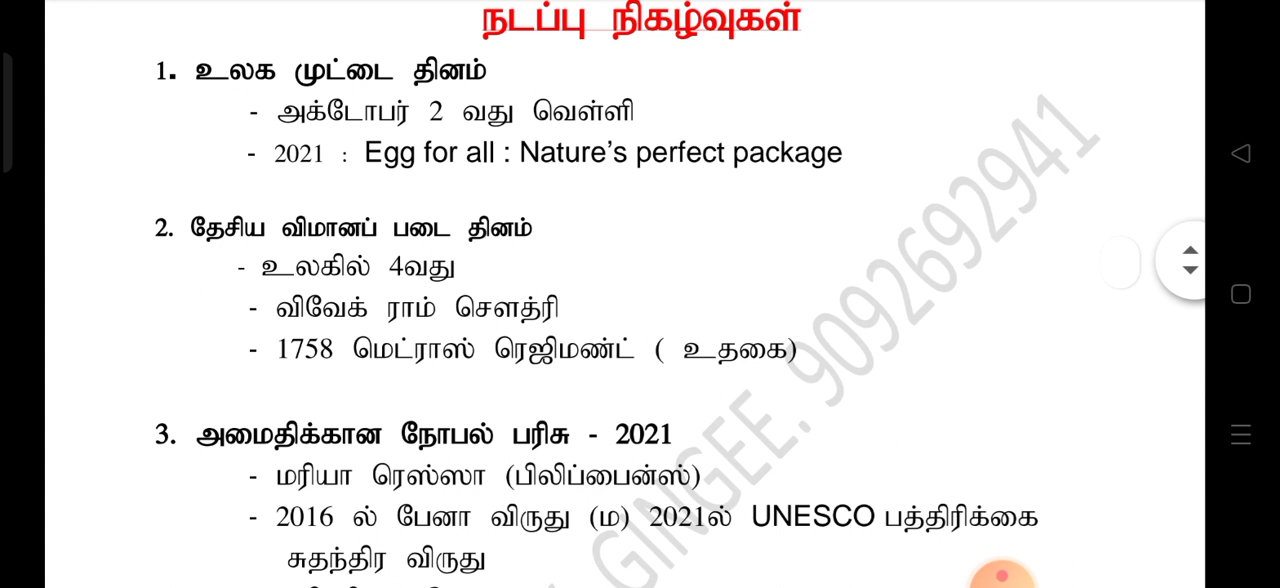 நடப்பு நிகழ்வுகள்
1. உலக முட்டை தினம்
- அக்டோபர் 2 வது வெள்ளி
- 2021 : Egg for all : Nature's perfect package
2. தேசிய விமானப் படை தினம்
- உலகில் 4வது
- விவேக் ராம் சௌத்ரி
- 1758 மெட்ராஸ் ரெஜிமண்ட் ( உதகை)
3. அமைதிக்கான நோபல் பரிசு - 2021
- மரியா ரெஸ்ஸா (பிலிப்பைன்ஸ்)
- 2016 ல் பேனா விருது (ம) 2021ல் UNESCO பத்திரிக்கை
சுதந்திர விருது
GINGEE. 9092692941